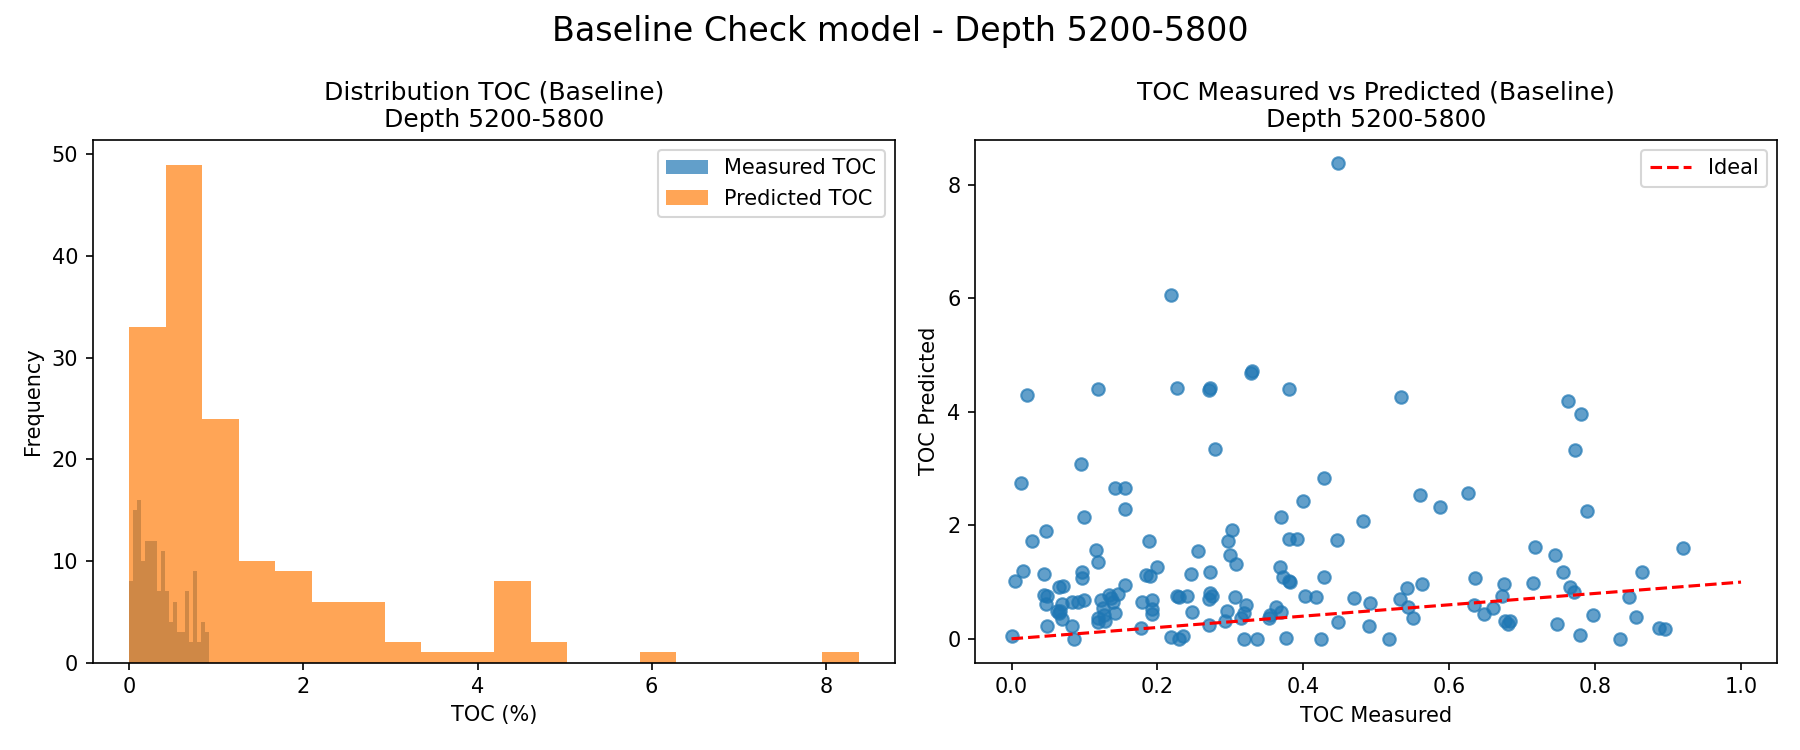 Baseline Check model - Depth 5200-5800
Distribution TOC (Baseline)
Depth 5200-5800
50
40
30
20
10
0
Frequency
Measured TOC
Predicted TOC
0 2 4 6 8
TOC (%)
TOC Measured vs Predicted (Baseline)
Depth 5200-5800
8
6
4
2
0
TOC Predicted
Ideal
0.0 0.2 0.4 0.6 0.8 1.0
TOC Measured